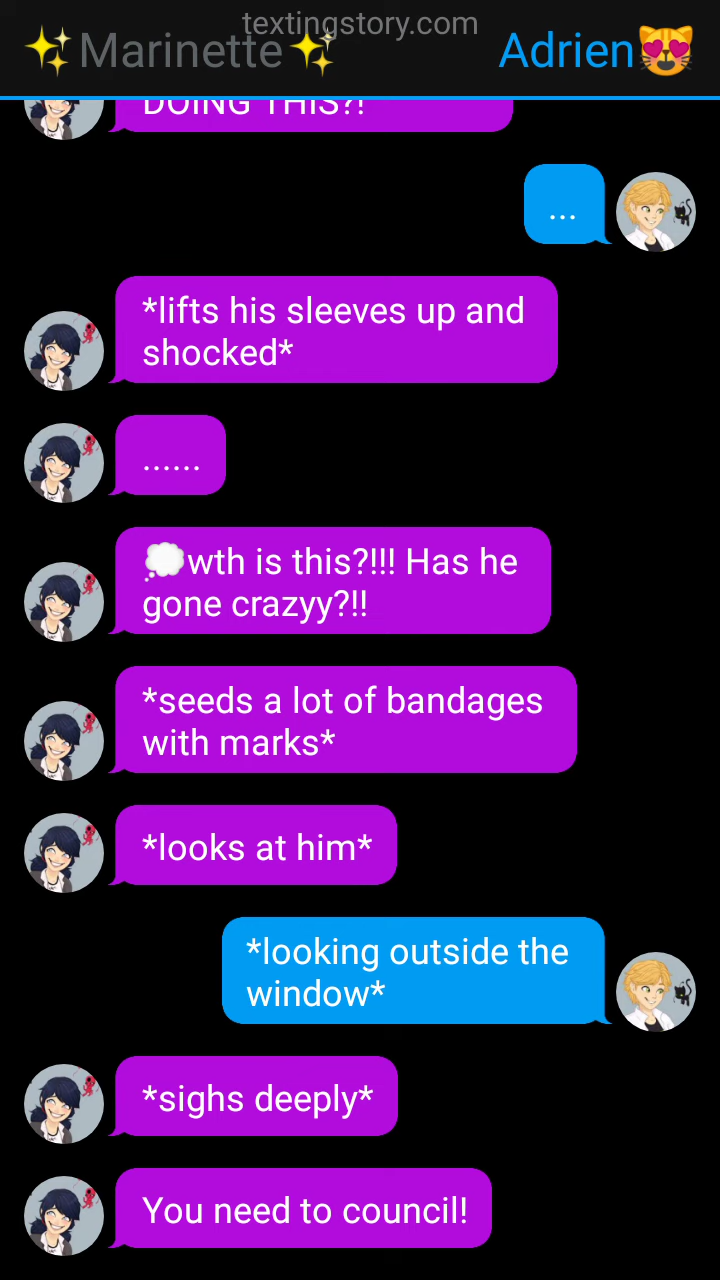 textingstory.com
✨Marinette✨ Adrien😻
DOING THIS?!
...
*lifts his sleeves up and
shocked*
......
💭wth is this?!!! Has he
gone crazyy?!!
*seeds a lot of bandages
with marks*
*looks at him*
*looking outside the
window*
*sighs deeply*
You need to council!